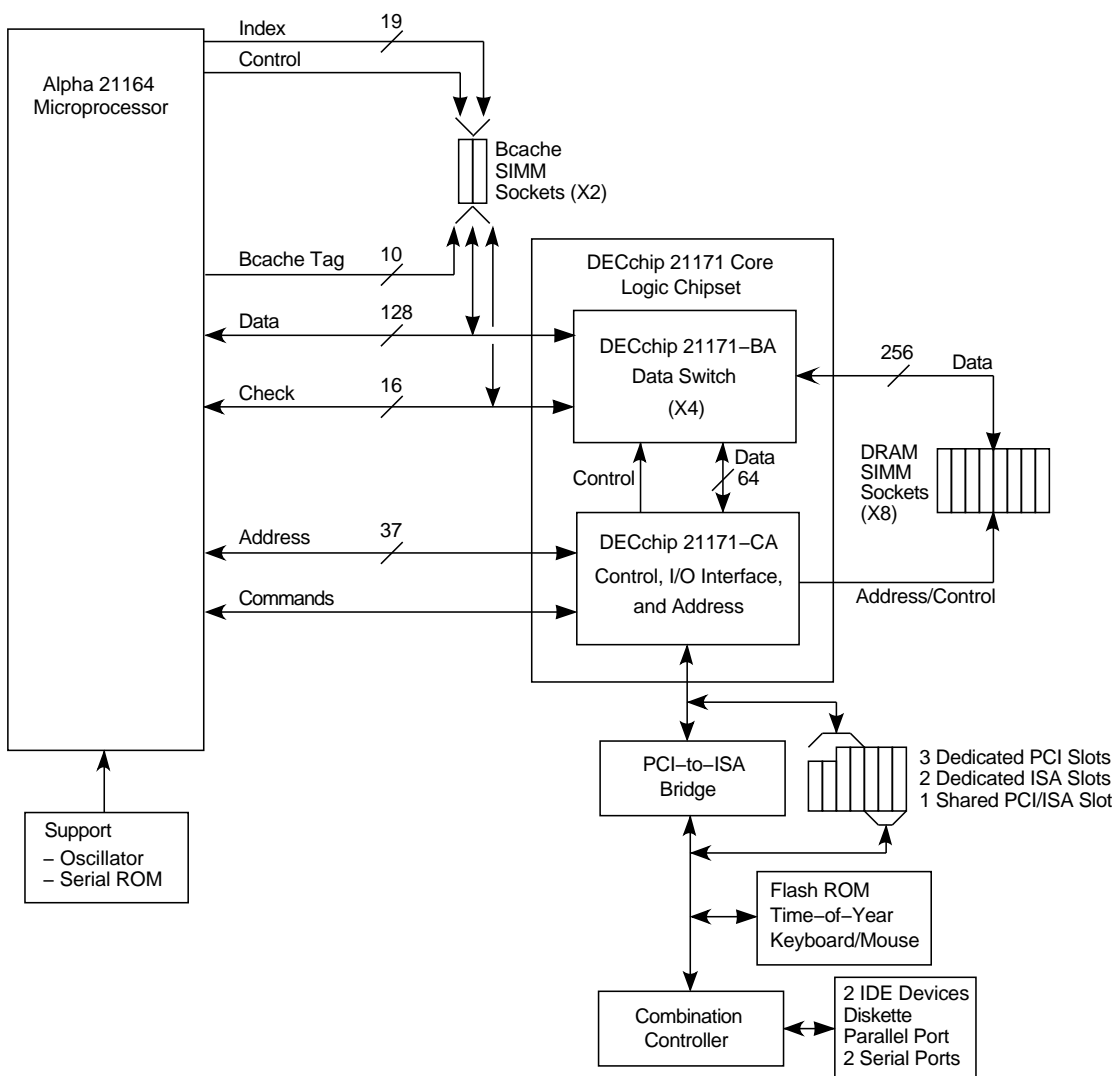 Index
19
Control
Alpha 21164
Microprocessor
Bcache
SIMM
Sockets (X2)
Bcache Tag
10
DECchip 21171 Core
Logic Chipset
Data
128
DECchip 21171–BA
Data Switch
(X4)
256
Data
Check
16
Control
Data
64
DRAM
SIMM
Sockets
(X8)
Address
37
DECchip 21171–CA
Control, I/O Interface,
and Address
Commands
Address/Control
PCI–to–ISA
Bridge
3 Dedicated PCI Slots
2 Dedicated ISA Slots
1 Shared PCI/ISA Slot
Support
– Oscillator
– Serial ROM
Flash ROM
Time–of–Year
Keyboard/Mouse
Combination
Controller
2 IDE Devices
Diskette
Parallel Port
2 Serial Ports